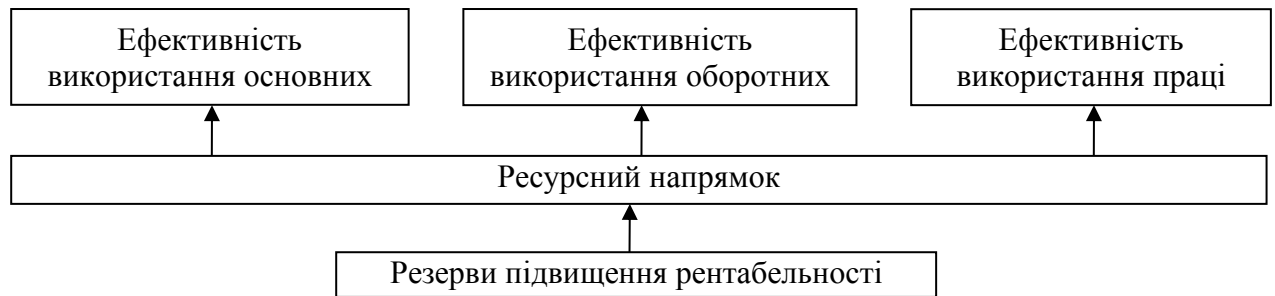 Ефективність
використання основних
Ефективність
використання оборотних
Ефективність
використання праці
Ресурсний напрямок
Резерви підвищення рентабельності